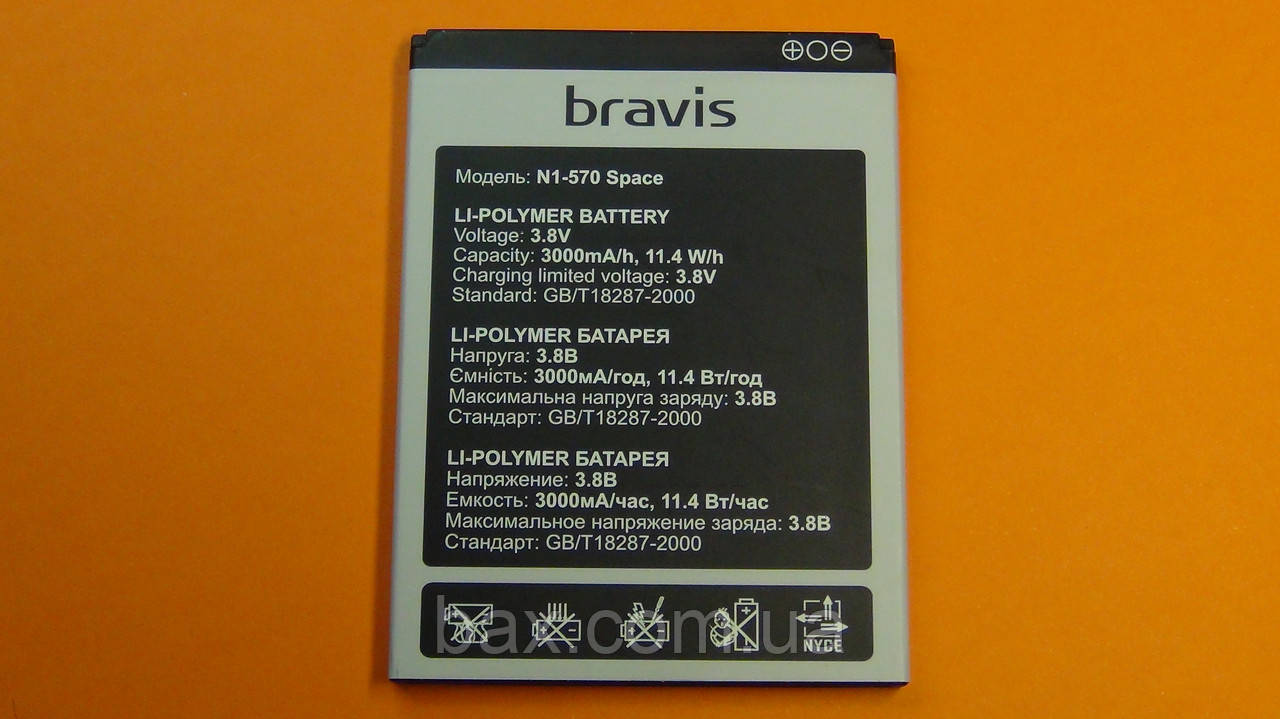 ⊕○⊖
bravis
Модель: N1-570 Space
LI-POLYMER BATTERY
Voltage: 3.8V
Capacity: 3000mA/h, 11.4 W/h
Charging limited voltage: 3.8V
Standard: GB/T18287-2000
LI-POLYMER БАТАРЕЯ
Напруга: 3.8В
Ємність: 3000мА/год, 11.4 Вт/год
Максимальна напруга заряду: 3.8В
Стандарт: GB/T18287-2000
LI-POLYMER БАТАРЕЯ
Напряжение: 3.8В
Емкость: 3000мА/час, 11.4 Вт/час
Максимальное напряжение заряда: 3.8В
Стандарт: GB/T18287-2000
NYCE
bax.com.ua